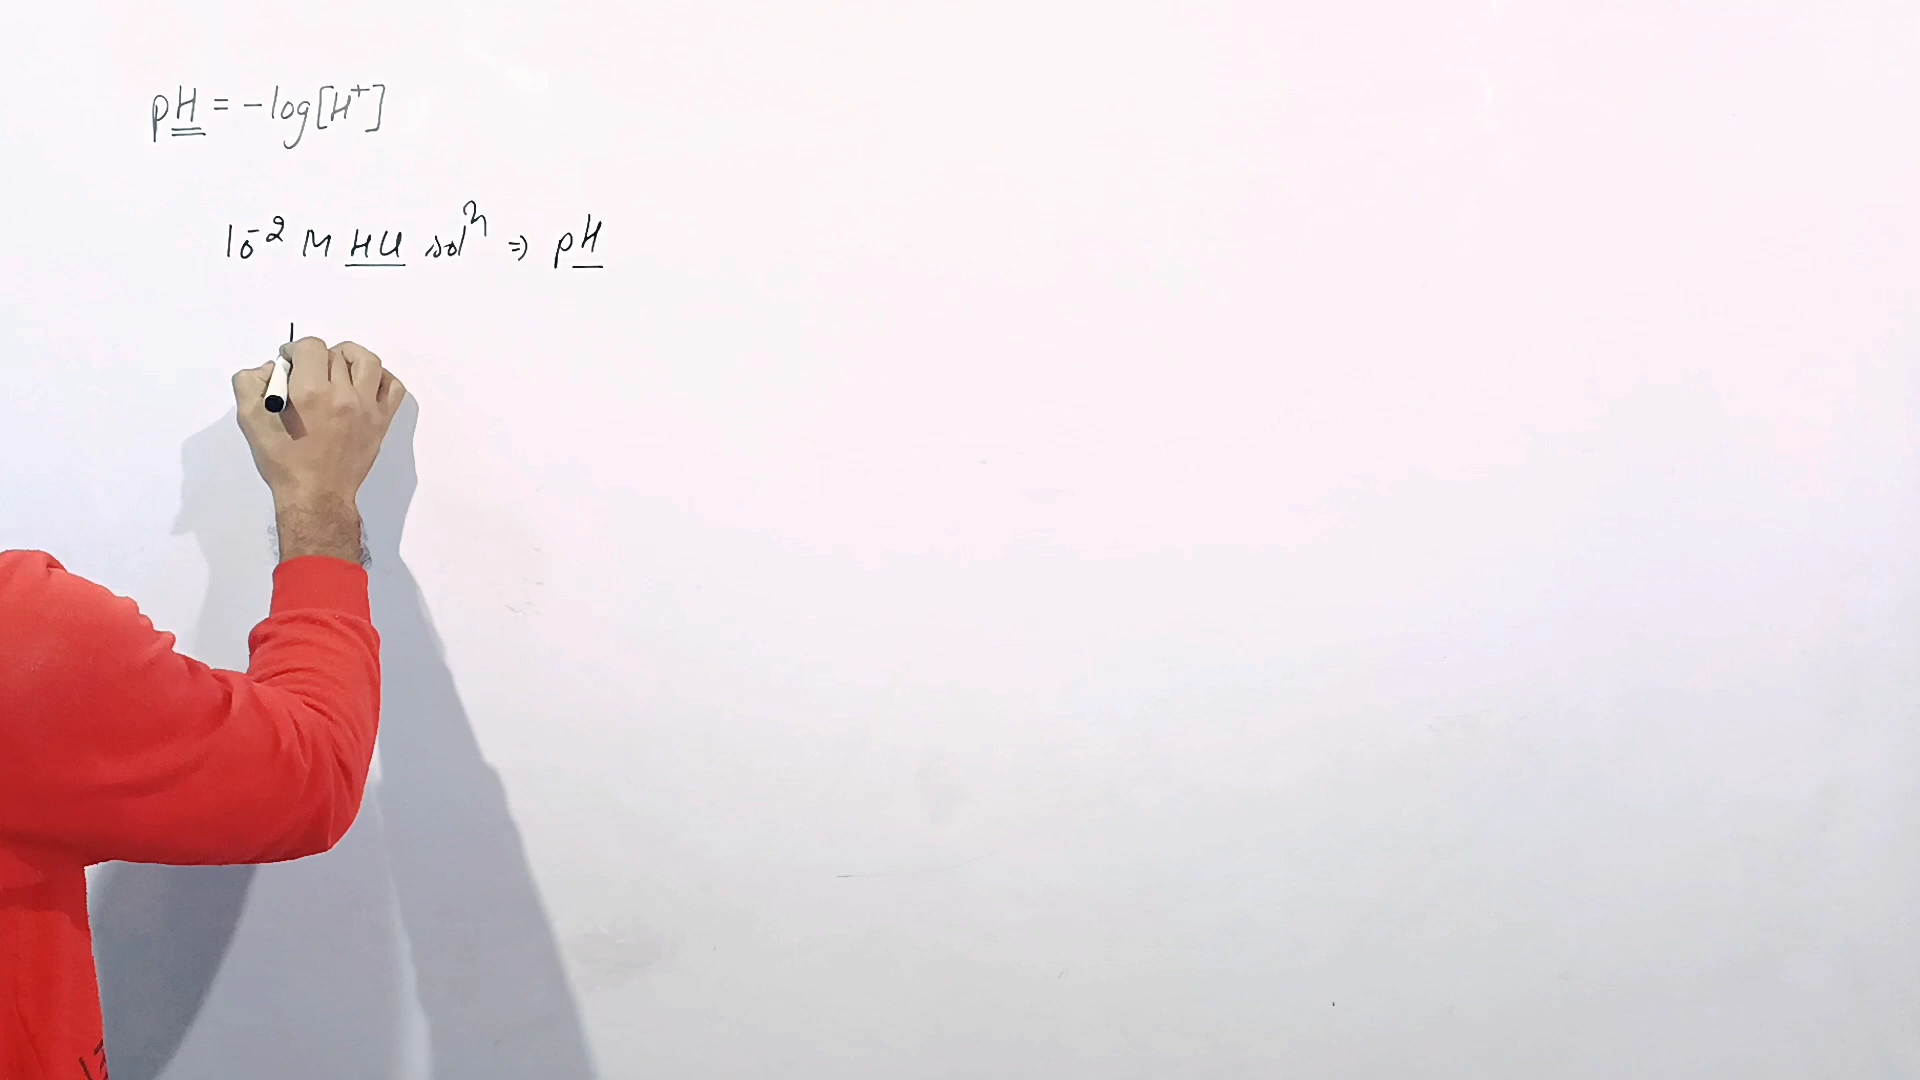 pH = -log[H⁺]
10⁻² M HCl solⁿ ⇒ pH